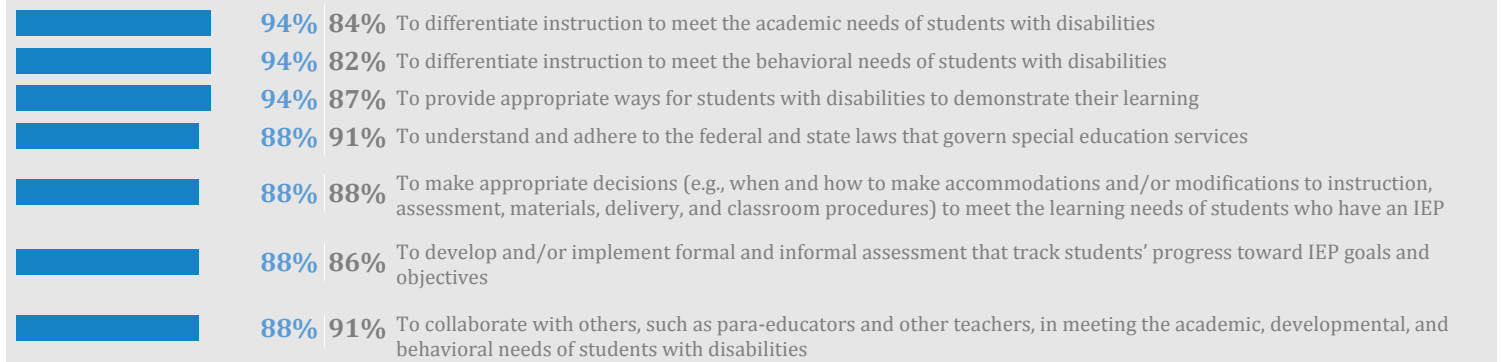 94% 84% To differentiate instruction to meet the academic needs of students with disabilities
94% 82% To differentiate instruction to meet the behavioral needs of students with disabilities
94% 87% To provide appropriate ways for students with disabilities to demonstrate their learning
88% 91% To understand and adhere to the federal and state laws that govern special education services
88% 88% To make appropriate decisions (e.g., when and how to make accommodations and/or modifications to instruction,
assessment, materials, delivery, and classroom procedures) to meet the learning needs of students who have an IEP
88% 86% To develop and/or implement formal and informal assessment that track students’ progress toward IEP goals and
objectives
88% 91% To collaborate with others, such as para-educators and other teachers, in meeting the academic, developmental, and
behavioral needs of students with disabilities